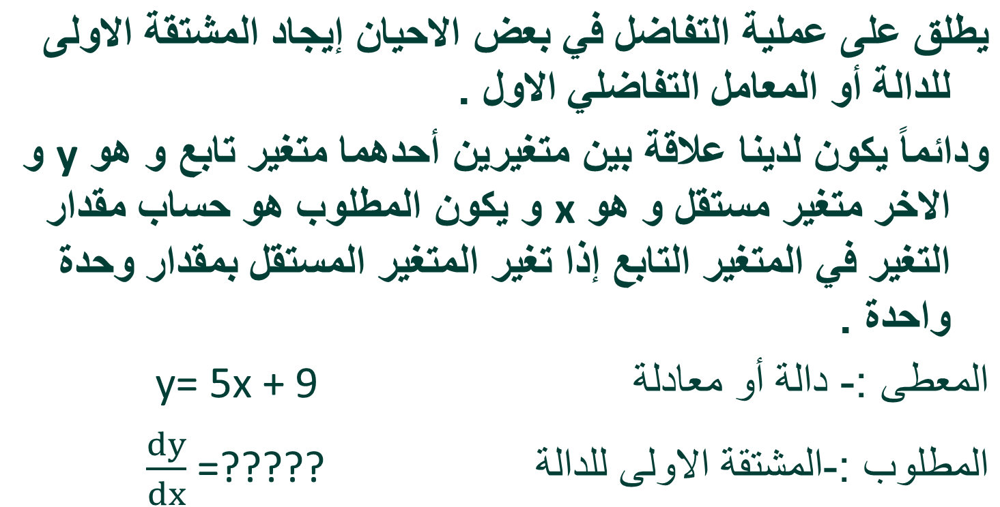 يطلق على عملية التفاضل في بعض الاحيان إيجاد المشتقة الاولى
للدالة أو المعامل التفاضلي الاول .
ودائماً يكون لدينا علاقة بين متغيرين أحدهما متغير تابع و هو y و
الاخر متغير مستقل و هو x و يكون المطلوب هو حساب مقدار
التغير في المتغير التابع إذا تغير المتغير المستقل بمقدار وحدة
واحدة .
المعطى :- دالة أو معادلة y= 5x + 9
المطلوب :-المشتقة الاولى للدالة dy/dx =?????